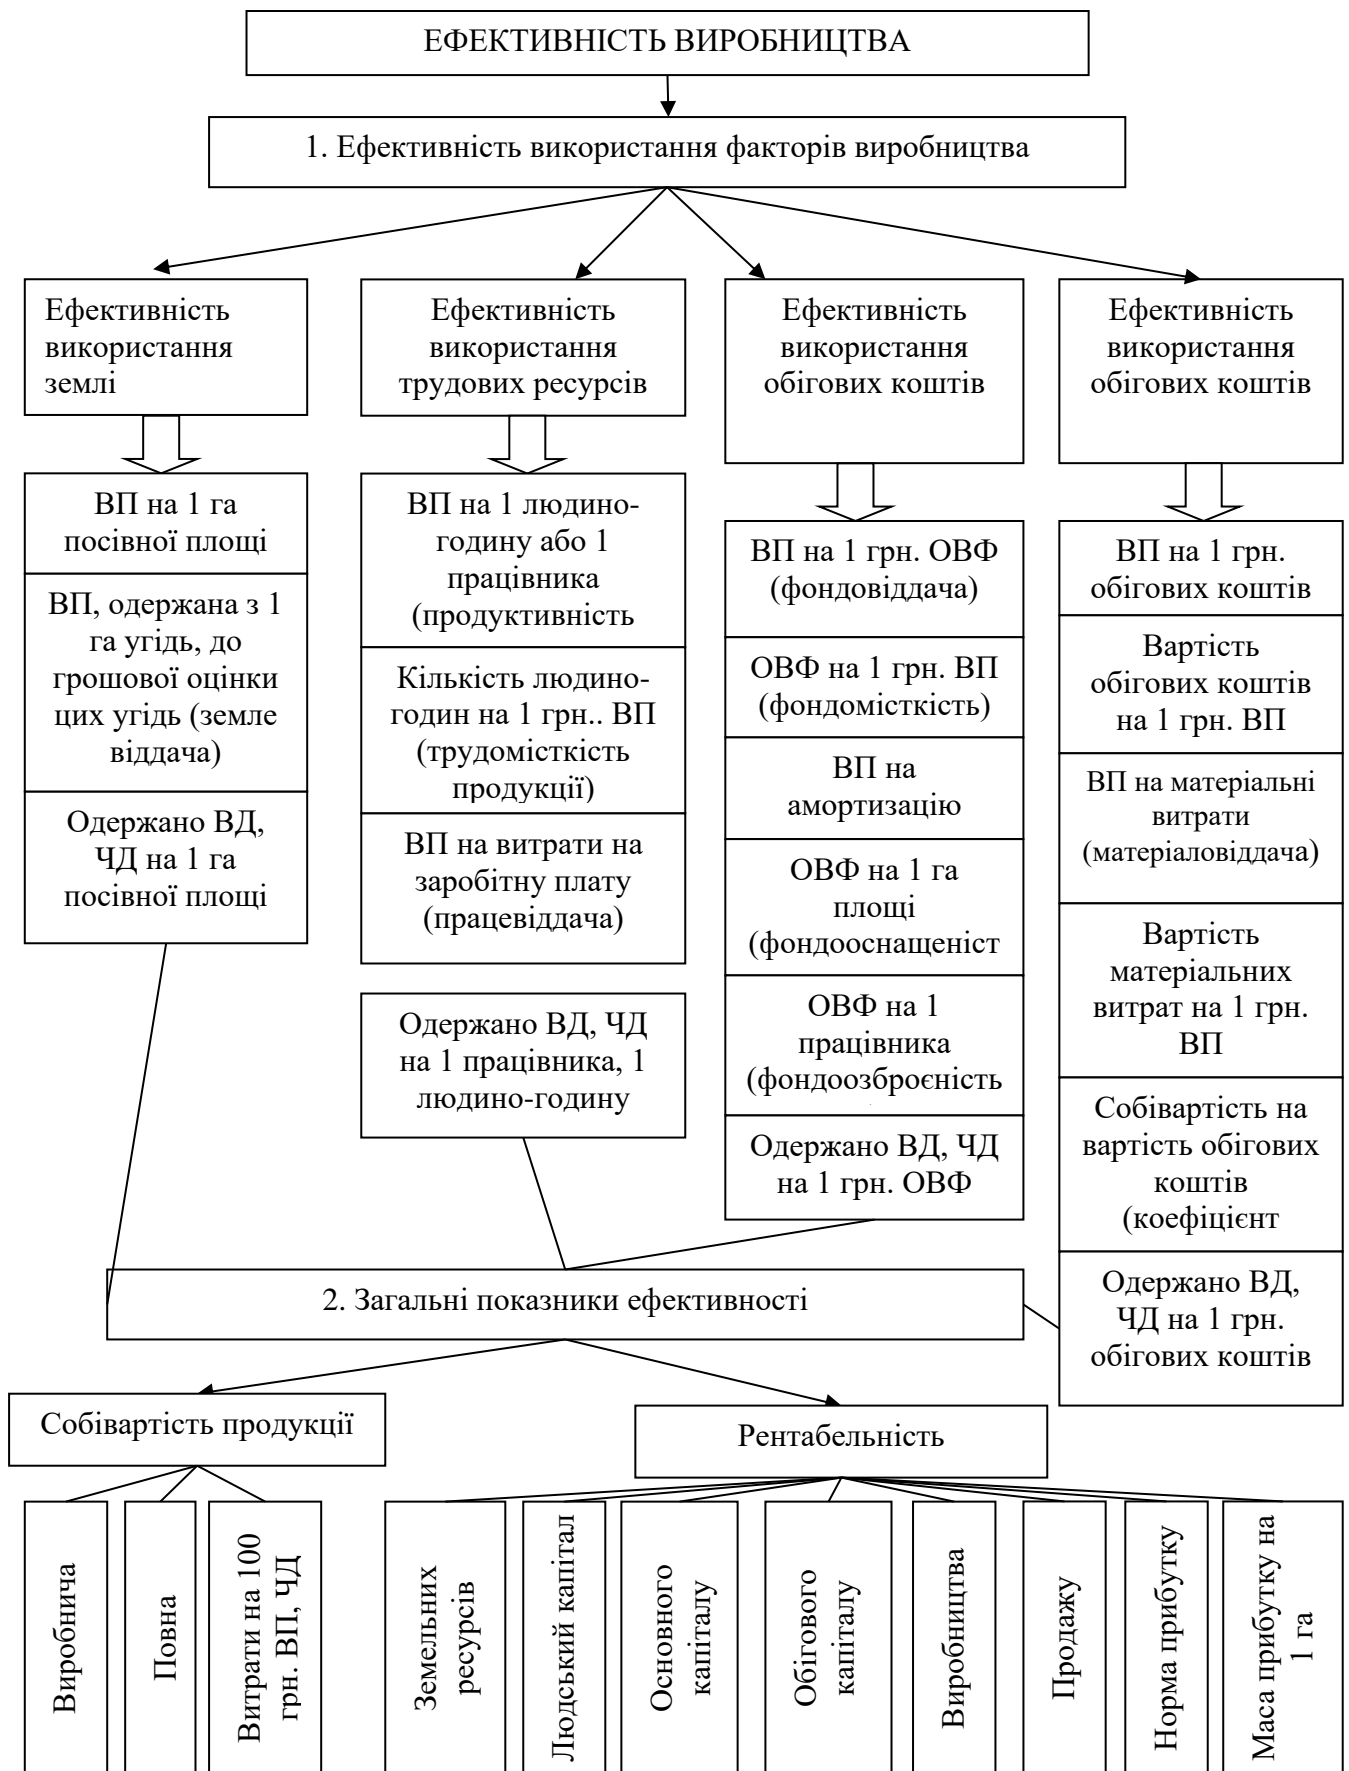 ЕФЕКТИВНІСТЬ ВИРОБНИЦТВА
1. Ефективність використання факторів виробництва
Ефективність
використання
землі
ВП на 1 га
посівної площі
ВП, одержана з 1
га угідь, до
грошової оцінки
цих угідь (земле
віддача)
Одержано ВД,
ЧД на 1 га
посівної площі
Ефективність
використання
трудових ресурсів
ВП на 1 людино-
годину або 1
працівника
(продуктивність
Кількість людино-
годин на 1 грн.. ВП
(трудомісткість
продукції)
ВП на витрати на
заробітну плату
(працевіддача)
Одержано ВД, ЧД
на 1 працівника, 1
людино-годину
Ефективність
використання
обігових коштів
ВП на 1 грн. ОВФ
(фондовіддача)
ОВФ на 1 грн. ВП
(фондомісткість)
ВП на
амортизацію
ОВФ на 1 га
площі
(фондооснащеніст
ОВФ на 1
працівника
(фондоозброєність
Одержано ВД, ЧД
на 1 грн. ОВФ
Ефективність
використання
обігових коштів
ВП на 1 грн.
обігових коштів
Вартість
обігових коштів
на 1 грн. ВП
ВП на матеріальні
витрати
(матеріаловіддача)
Вартість
матеріальних
витрат на 1 грн.
ВП
Собівартість на
вартість обігових
коштів
(коефіцієнт
Одержано ВД,
ЧД на 1 грн.
обігових коштів
2. Загальні показники ефективності
Собівартість продукції
Виробнича
Повна
Витрати на 100
грн. ВП, ЧД
Рентабельність
Земельних
ресурсів
Людський капітал
Основного
капіталу
Обігового
капіталу
Виробництва
Продажу
Норма прибутку
Маса прибутку на
1 га